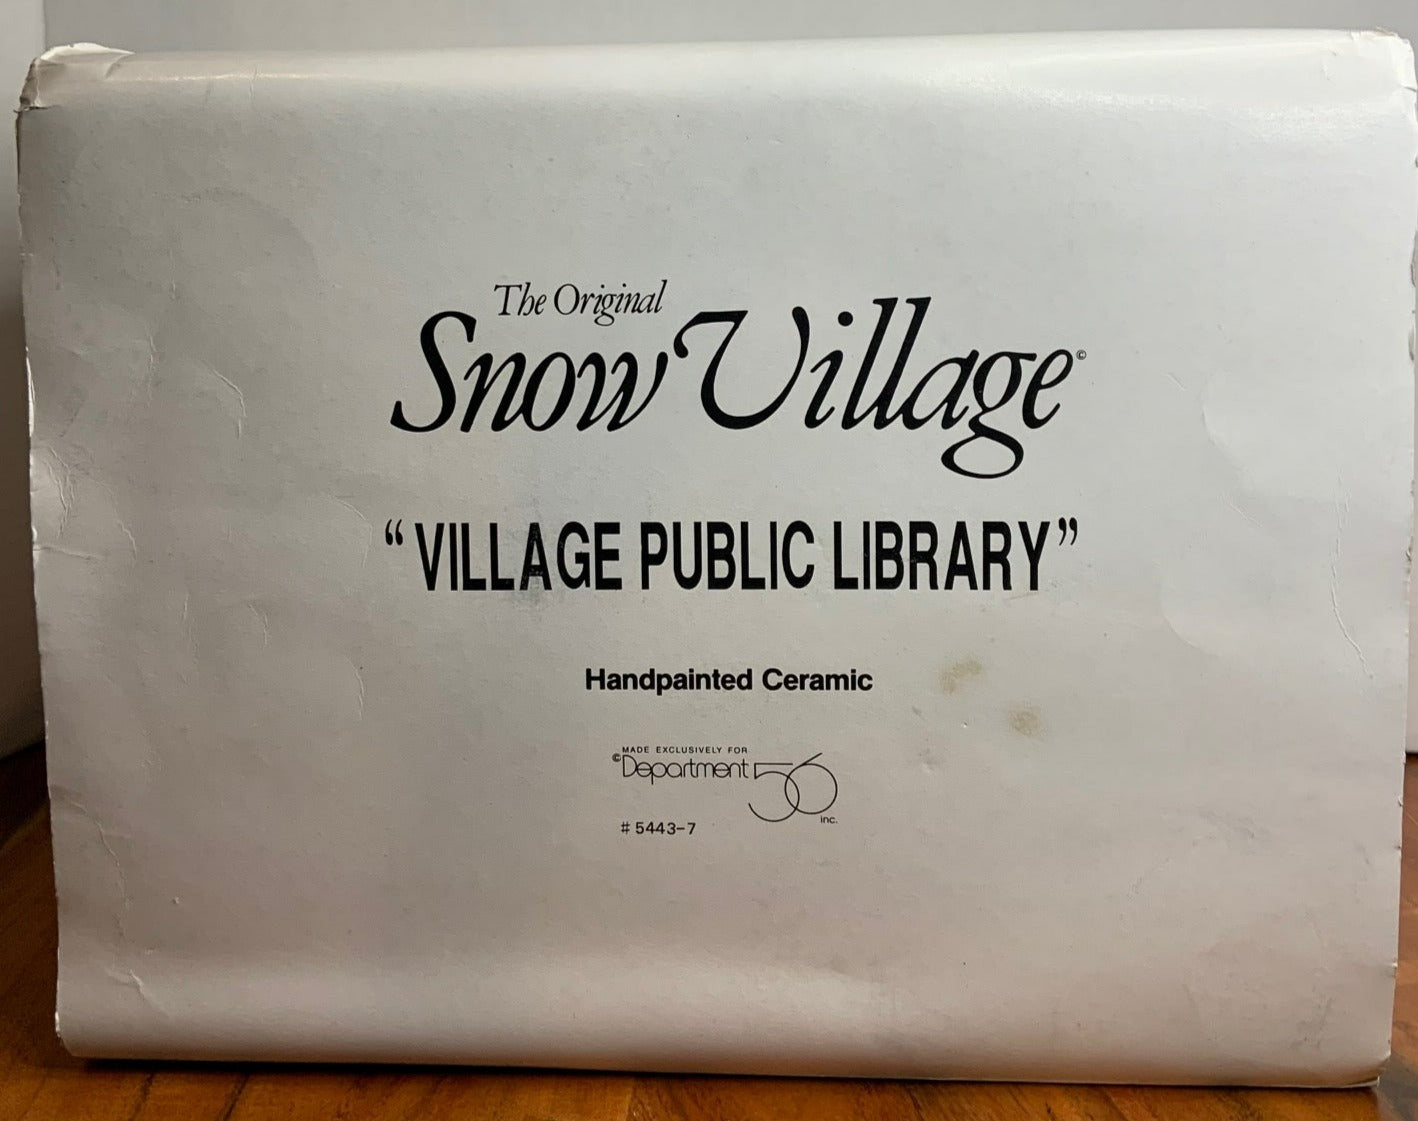 The Original
Snow Village©
“VILLAGE PUBLIC LIBRARY”
Handpainted Ceramic
MADE EXCLUSIVELY FOR
©Department 56
inc.
#5443-7